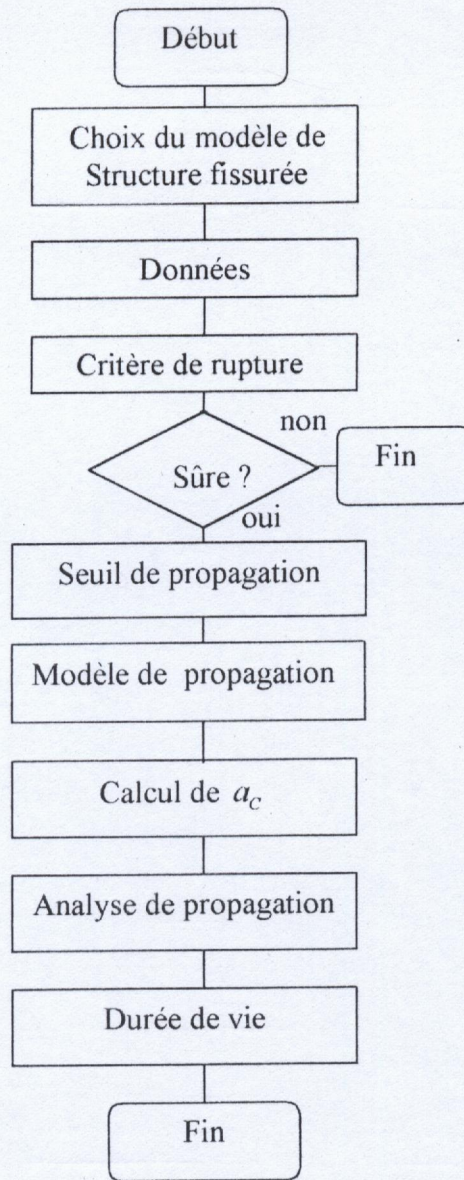 Début
Choix du modèle de
Structure fissurée
Données
Critère de rupture
non
Sûre ?
Fin
oui
Seuil de propagation
Modèle de propagation
Calcul de a_c
Analyse de propagation
Durée de vie
Fin